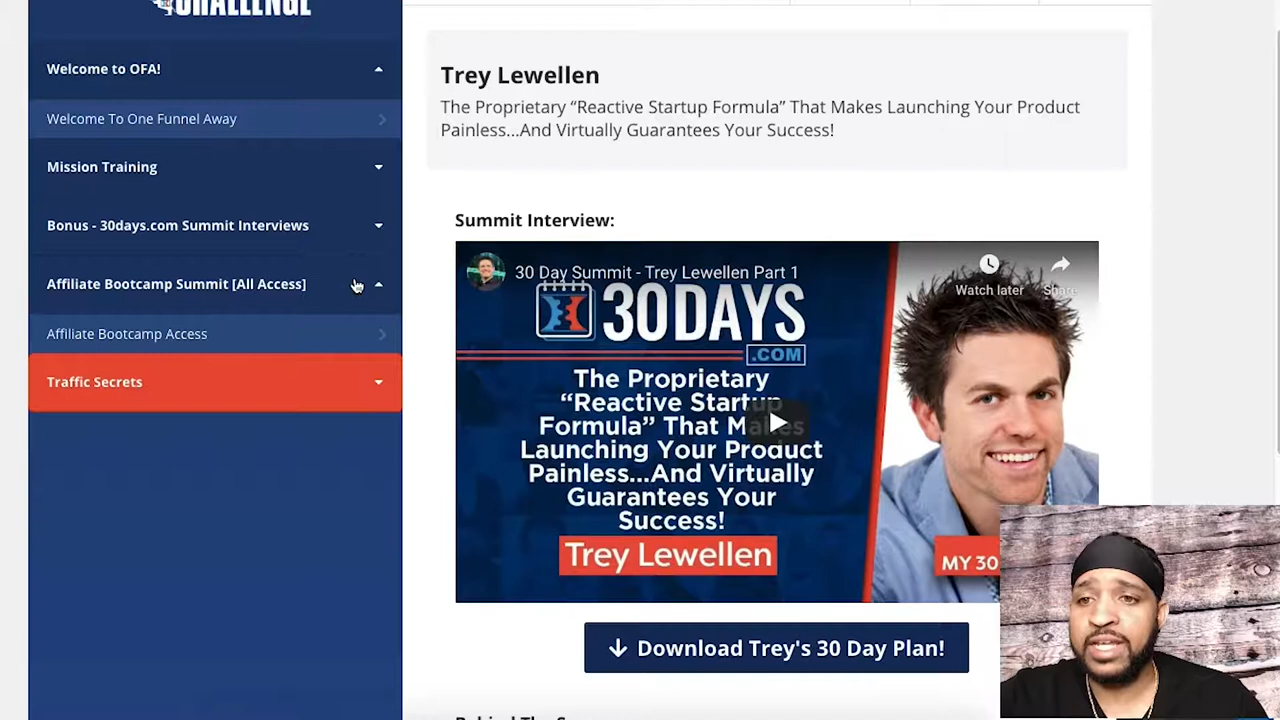 CHALLENGE
Welcome to OFA!
Welcome To One Funnel Away
Mission Training
Bonus - 30days.com Summit Interviews
Affiliate Bootcamp Summit [All Access]
Affiliate Bootcamp Access
Traffic Secrets
Trey Lewellen
The Proprietary “Reactive Startup Formula” That Makes Launching Your Product
Painless...And Virtually Guarantees Your Success!
Summit Interview:
30 Day Summit - Trey Lewellen Part 1
Watch later
Share
30DAYS
.COM
The Proprietary
“Reactive Startup
Formula” That Makes
Launching Your Product
Painless...And Virtually
Guarantees Your
Success!
Trey Lewellen
MY 30
Download Trey's 30 Day Plan!